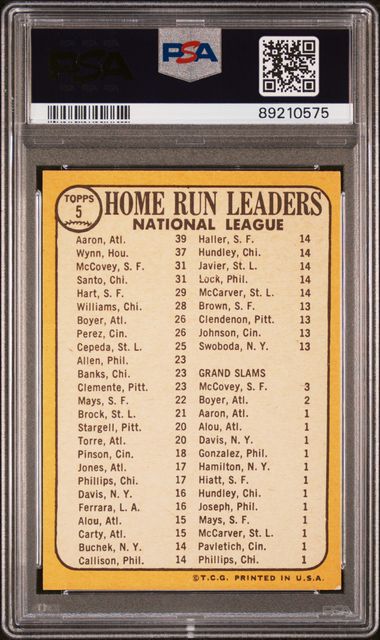 PSA
PSA
89210575
TOPPS
5
HOME RUN LEADERS
NATIONAL LEAGUE
Aaron, Atl. 39
Wynn, Hou. 37
McCovey, S. F. 31
Santo, Chi. 31
Hart, S. F. 29
Williams, Chi. 28
Boyer, Atl. 26
Perez, Cin. 26
Cepeda, St. L. 25
Allen, Phil. 23
Banks, Chi. 23
Clemente, Pitt. 23
Mays, S. F. 22
Brock, St. L. 21
Stargell, Pitt. 20
Torre, Atl. 20
Pinson, Cin. 18
Jones, Atl. 17
Phillips, Chi. 17
Davis, N. Y. 16
Ferrara, L. A. 16
Alou, Atl. 15
Carty, Atl. 15
Buchek, N. Y. 14
Callison, Phil. 14
Haller, S. F. 14
Hundley, Chi. 14
Javier, St. L. 14
Lock, Phil. 14
McCarver, St. L. 14
Brown, S. F. 13
Clendenon, Pitt. 13
Johnson, Cin. 13
Swoboda, N. Y. 13
GRAND SLAMS
McCovey, S. F. 3
Boyer, Atl. 2
Aaron, Atl. 1
Alou, Atl. 1
Davis, N. Y. 1
Gonzalez, Phil. 1
Hamilton, N. Y. 1
Hiatt, S. F. 1
Hundley, Chi. 1
Joseph, Phil. 1
Mays, S. F. 1
McCarver, St. L. 1
Pavletich, Cin. 1
Phillips, Chi. 1
© T.C.G. PRINTED IN U.S.A.